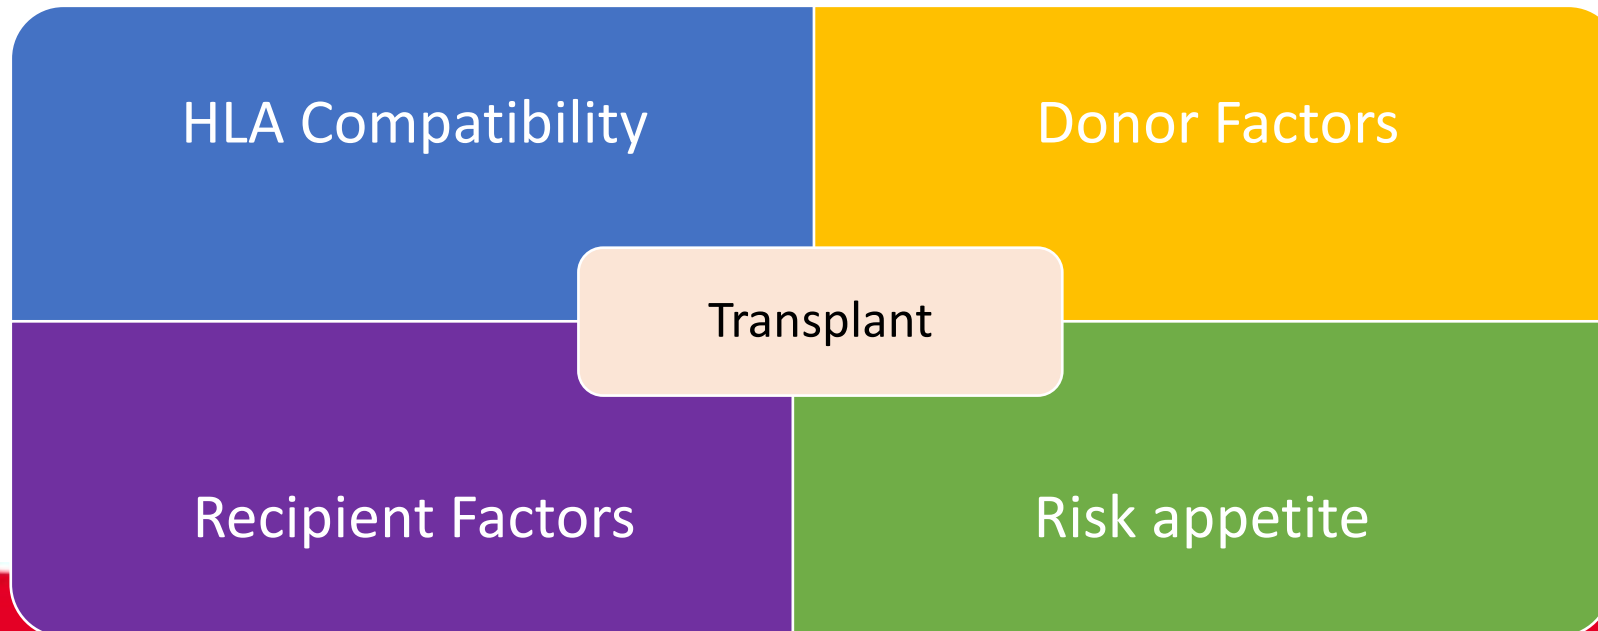 HLA Compatibility
Donor Factors
Transplant
Recipient Factors
Risk appetite